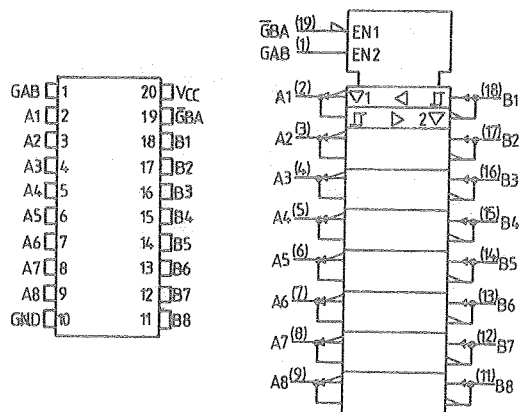 GAB 1 20 VCC
A1 2 19 G̅BA
A2 3 18 B1
A3 4 17 B2
A4 5 16 B3
A5 6 15 B4
A6 7 14 B5
A7 8 13 B6
A8 9 12 B7
GND 10 11 B8
G̅BA (19) EN1
GAB (1) EN2
A1 (2) 1 (18) B1
2
A2 (3) (17) B2
A3 (4) (16) B3
A4 (5) (15) B4
A5 (6) (14) B5
A6 (7) (13) B6
A7 (8) (12) B7
A8 (9) (11) B8